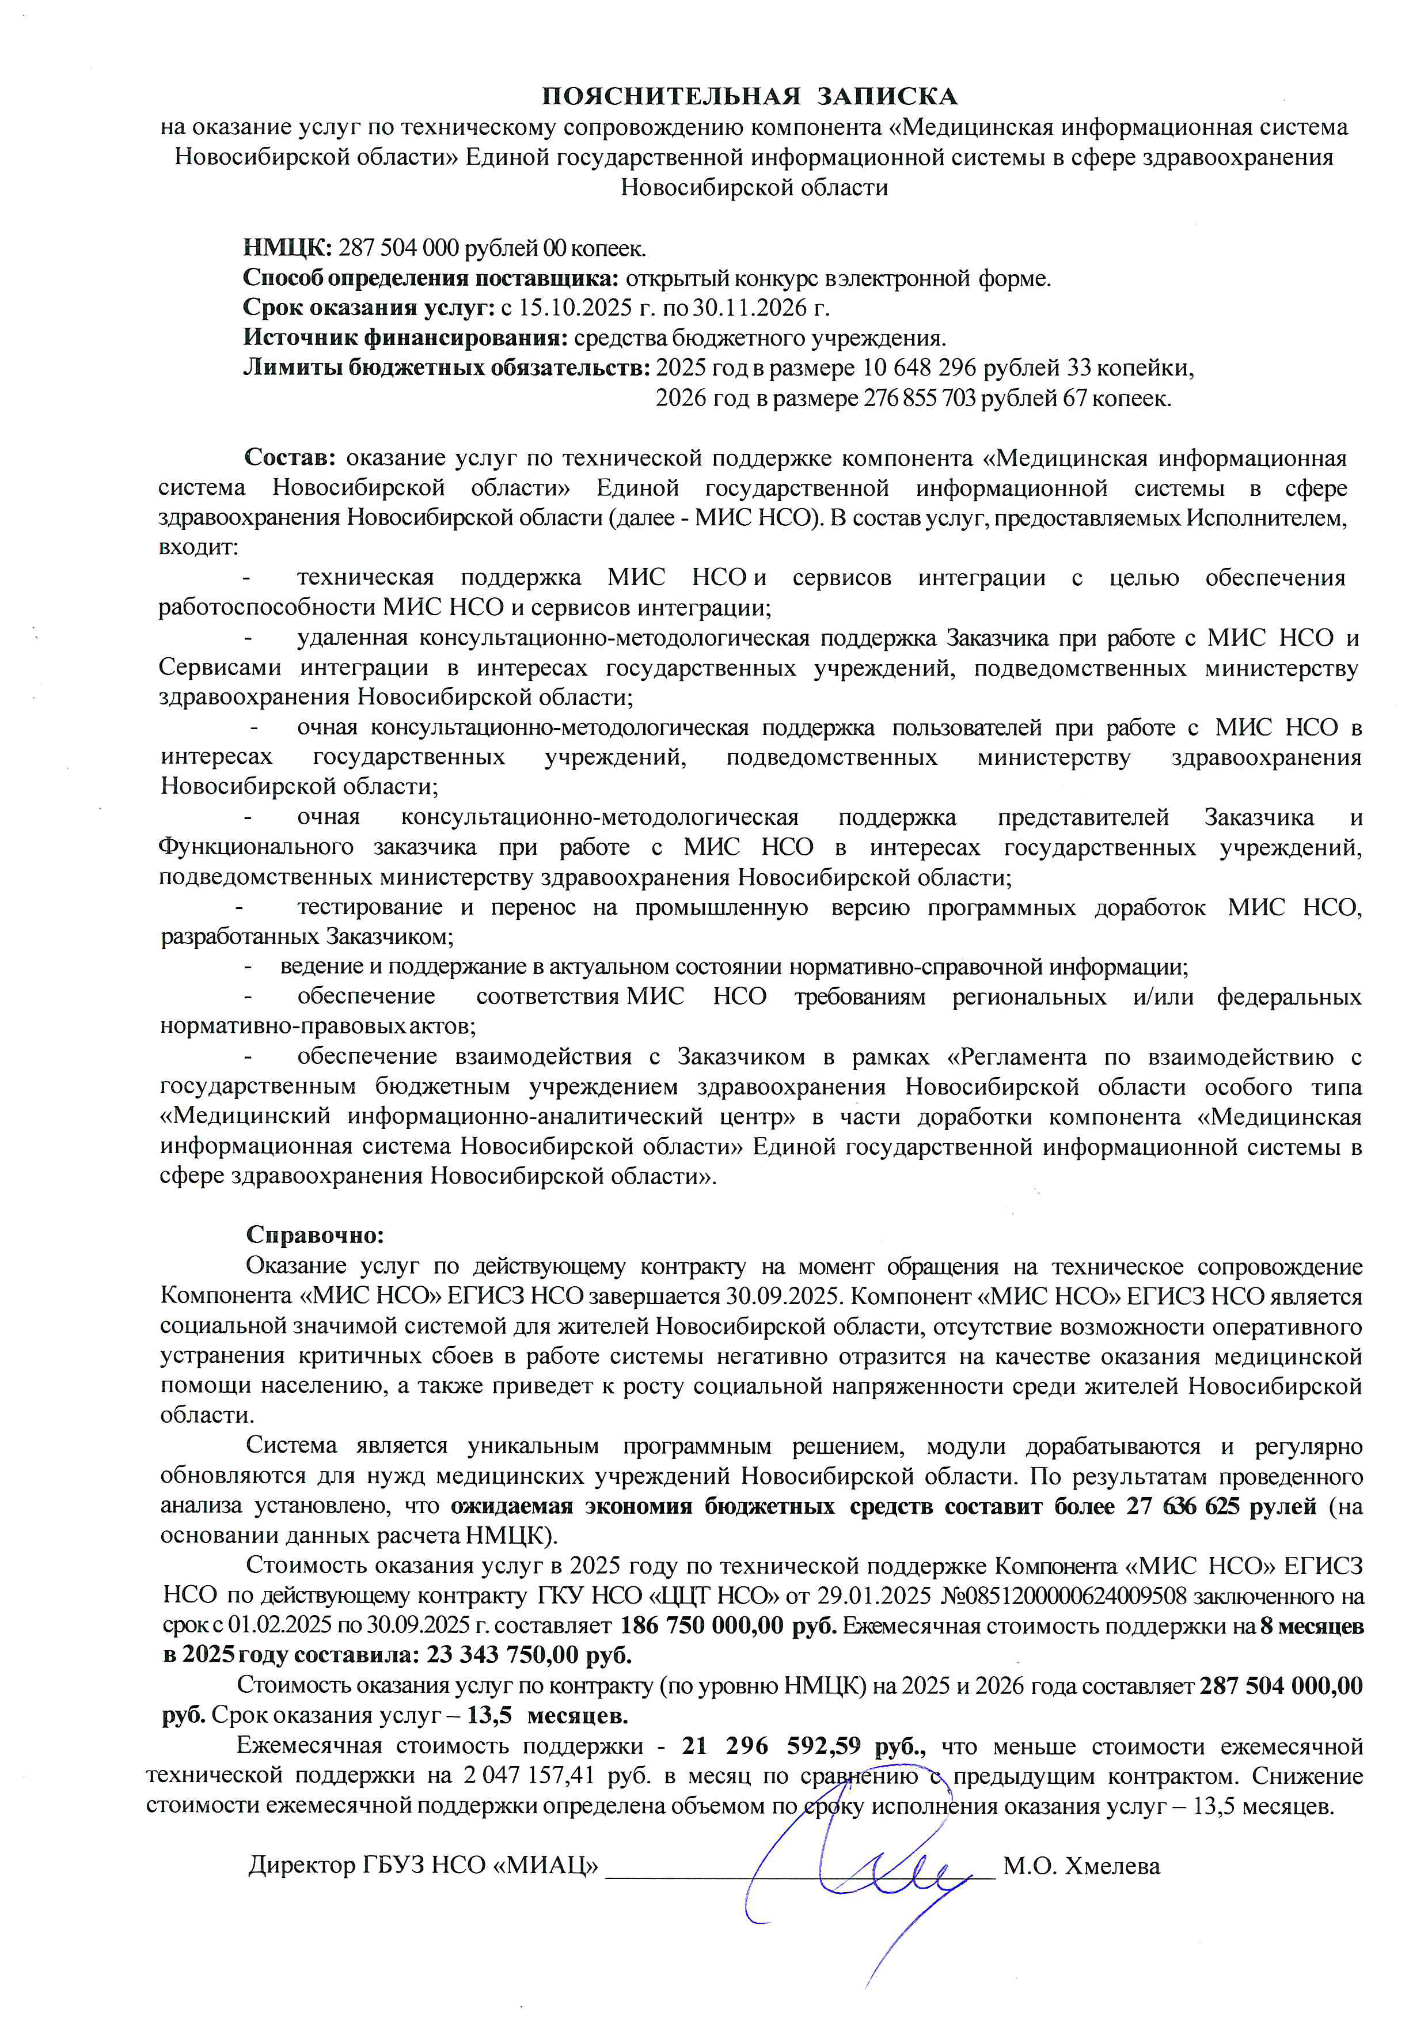 ПОЯСНИТЕЛЬНАЯ ЗАПИСКА
на оказание услуг по техническому сопровождению компонента «Медицинская информационная система
Новосибирской области» Единой государственной информационной системы в сфере здравоохранения
Новосибирской области
НМЦК: 287 504 000 рублей 00 копеек.
Способ определения поставщика: открытый конкурс в электронной форме.
Срок оказания услуг: с 15.10.2025 г. по 30.11.2026 г.
Источник финансирования: средства бюджетного учреждения.
Лимиты бюджетных обязательств: 2025 год в размере 10 648 296 рублей 33 копейки,
2026 год в размере 276 855 703 рублей 67 копеек.
Состав: оказание услуг по технической поддержке компонента «Медицинская информационная
система Новосибирской области» Единой государственной информационной системы в сфере
здравоохранения Новосибирской области (далее - МИС НСО). В состав услуг, предоставляемых Исполнителем,
входит:
- техническая поддержка МИС НСО и сервисов интеграции с целью обеспечения
работоспособности МИС НСО и сервисов интеграции;
- удаленная консультационно-методологическая поддержка Заказчика при работе с МИС НСО и
Сервисами интеграции в интересах государственных учреждений, подведомственных министерству
здравоохранения Новосибирской области;
- очная консультационно-методологическая поддержка пользователей при работе с МИС НСО в
интересах государственных учреждений, подведомственных министерству здравоохранения
Новосибирской области;
- очная консультационно-методологическая поддержка представителей Заказчика и
Функционального заказчика при работе с МИС НСО в интересах государственных учреждений,
подведомственных министерству здравоохранения Новосибирской области;
- тестирование и перенос на промышленную версию программных доработок МИС НСО,
разработанных Заказчиком;
- ведение и поддержание в актуальном состоянии нормативно-справочной информации;
- обеспечение соответствия МИС НСО требованиям региональных и/или федеральных
нормативно-правовых актов;
- обеспечение взаимодействия с Заказчиком в рамках «Регламента по взаимодействию с
государственным бюджетным учреждением здравоохранения Новосибирской области особого типа
«Медицинский информационно-аналитический центр» в части доработки компонента «Медицинская
информационная система Новосибирской области» Единой государственной информационной системы в
сфере здравоохранения Новосибирской области».
Справочно:
Оказание услуг по действующему контракту на момент обращения на техническое сопровождение
Компонента «МИС НСО» ЕГИСЗ НСО завершается 30.09.2025. Компонент «МИС НСО» ЕГИСЗ НСО является
социальной значимой системой для жителей Новосибирской области, отсутствие возможности оперативного
устранения критичных сбоев в работе системы негативно отразится на качестве оказания медицинской
помощи населению, а также приведет к росту социальной напряженности среди жителей Новосибирской
области.
Система является уникальным программным решением, модули дорабатываются и регулярно
обновляются для нужд медицинских учреждений Новосибирской области. По результатам проведенного
анализа установлено, что ожидаемая экономия бюджетных средств составит более 27 636 625 рулей (на
основании данных расчета НМЦК).
Стоимость оказания услуг в 2025 году по технической поддержке Компонента «МИС НСО» ЕГИСЗ
НСО по действующему контракту ГКУ НСО «ЦЦТ НСО» от 29.01.2025 №0851200000624009508 заключенного на
срок с 01.02.2025 по 30.09.2025 г. составляет 186 750 000,00 руб. Ежемесячная стоимость поддержки на 8 месяцев
в 2025 году составила: 23 343 750,00 руб.
Стоимость оказания услуг по контракту (по уровню НМЦК) на 2025 и 2026 года составляет 287 504 000,00
руб. Срок оказания услуг – 13,5 месяцев.
Ежемесячная стоимость поддержки - 21 296 592,59 руб., что меньше стоимости ежемесячной
технической поддержки на 2 047 157,41 руб. в месяц по сравнению с предыдущим контрактом. Снижение
стоимости ежемесячной поддержки определена объемом по сроку исполнения оказания услуг – 13,5 месяцев.
Директор ГБУЗ НСО «МИАЦ» М.О. Хмелева